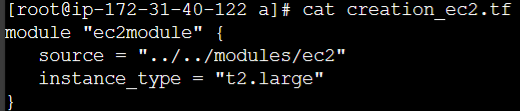 [root@ip-172-31-40-122 a]# cat creation_ec2.tf
module "ec2module" {
   source = "../../modules/ec2"
   instance_type = "t2.large"
}